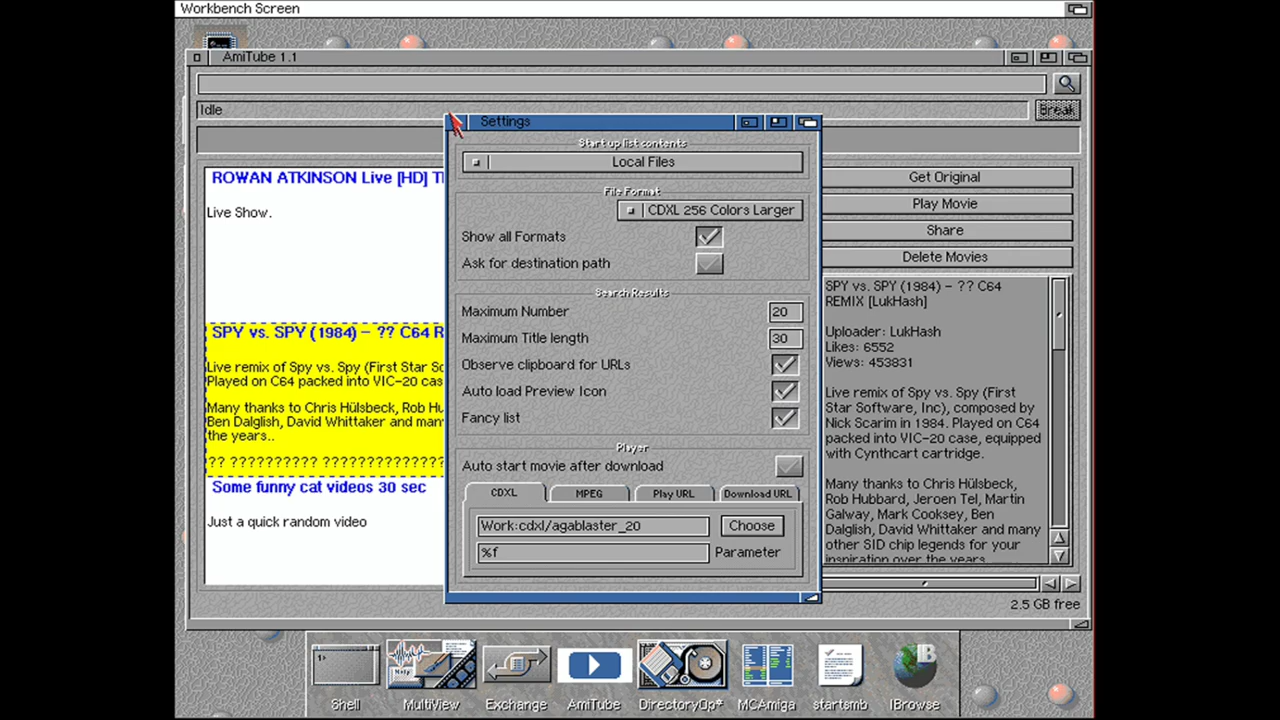 Workbench Screen
AmiTube 1.1
Idle
Break
Settings
Start up list contents
Local Files
File Format
CDXL 256 Colors Larger
Show all Formats
Ask for destination path
Search Results
Maximum Number
20
Maximum Title length
30
Observe clipboard for URLs
Auto load Preview Icon
Fancy list
Player
Auto start movie after download
CDXL
MPEG
Play URL
Download URL
Work:cdxl/agablaster_20
Choose
%f
Parameter
ROWAN ATKINSON Live [HD] T
Live Show.
SPY vs. SPY (1984) - ?? C64 R
Live remix of Spy vs. Spy (First Star So
Played on C64 packed into VIC-20 cas
Many thanks to Chris Hülsbeck, Rob Hu
Ben Dalglish, David Whittaker and man
the years..
?? ?????????? ??????????????
Some funny cat videos 30 sec
Just a quick random video
Get Original
Play Movie
Share
Delete Movies
SPY vs. SPY (1984) - ?? C64
REMIX [LukHash]
Uploader: LukHash
Likes: 6552
Views: 453831
Live remix of Spy vs. Spy (First
Star Software, Inc), composed by
Nick Scarim in 1984. Played on C64
packed into VIC-20 case, equipped
with Cynthcart cartridge.
Many thanks to Chris Hülsbeck,
Rob Hubbard, Jeroen Tel, Martin
Galway, Mark Cooksey, Ben
Dalglish, David Whittaker and many
other SID chip legends for your
inspiration over the years
2.5 GB free
Shell
MultiView
Exchange
AmiTube
DirectoryOp*
MCAmiga
startsmb
IBrowse